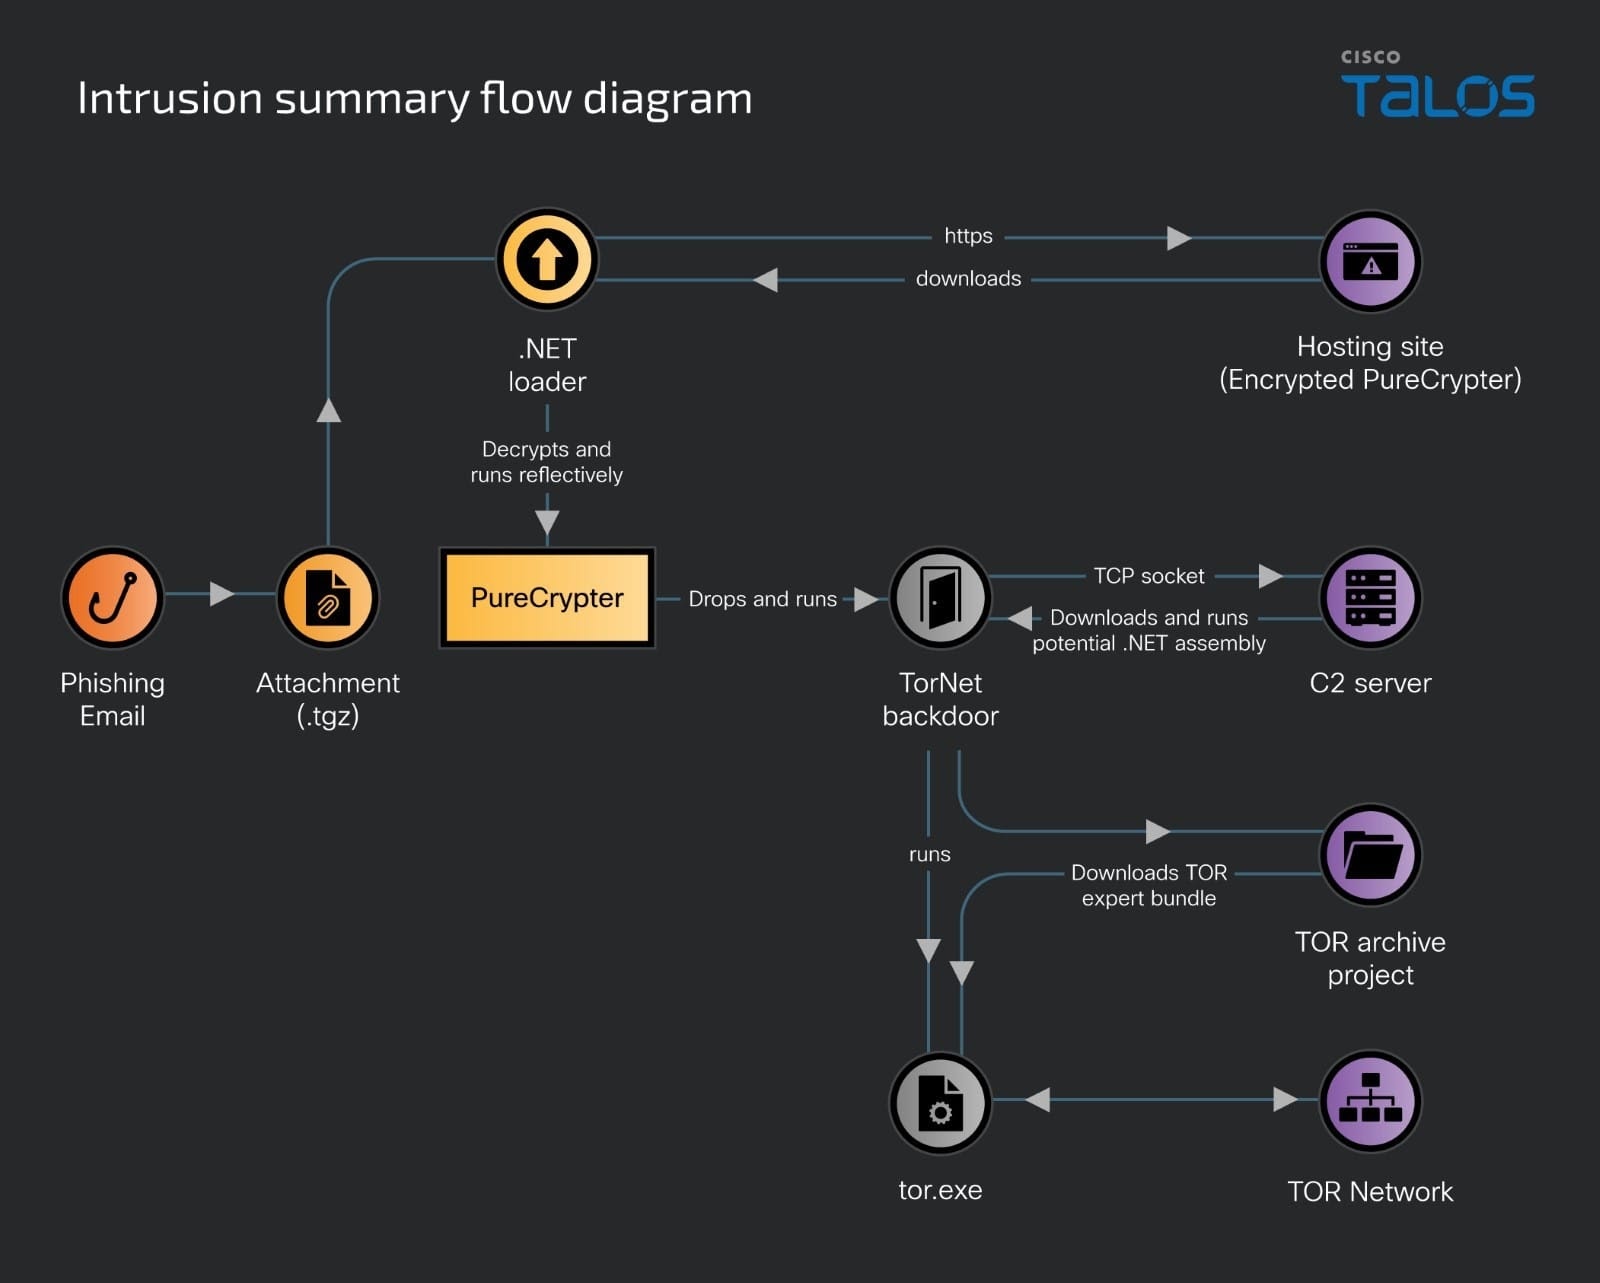 CISCO
TALOS
Intrusion summary flow diagram
https
downloads
.NET
loader
Hosting site
(Encrypted PureCrypter)
Decrypts and
runs reflectively
PureCrypter
Drops and runs
TCP socket
Downloads and runs
potential .NET assembly
Phishing
Email
Attachment
(.tgz)
TorNet
backdoor
C2 server
runs
Downloads TOR
expert bundle
TOR archive
project
tor.exe
TOR Network